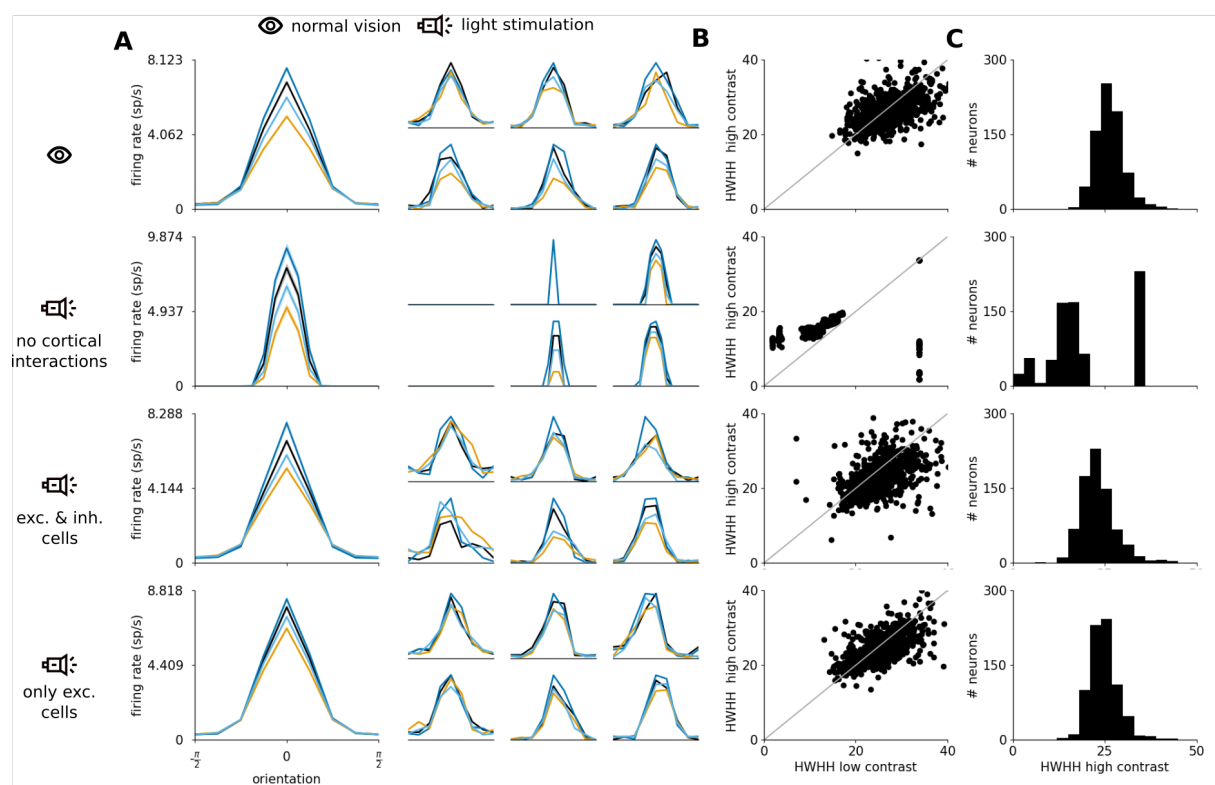 normal vision light stimulation
A
B
C
8.123
4.062
0
firing rate (sp/s)
40
20
0
HWHH high contrast
300
150
0
# neurons
no cortical
interactions
9.874
4.937
0
firing rate (sp/s)
40
20
0
HWHH high contrast
300
150
0
# neurons
exc. & inh.
cells
8.288
4.144
0
firing rate (sp/s)
40
20
0
HWHH high contrast
300
150
0
# neurons
only exc.
cells
8.818
4.409
0
firing rate (sp/s)
-π/2 0 π/2
orientation
40
20
0
HWHH high contrast
0 20 40
HWHH low contrast
300
150
0
# neurons
0 25 50
HWHH high contrast